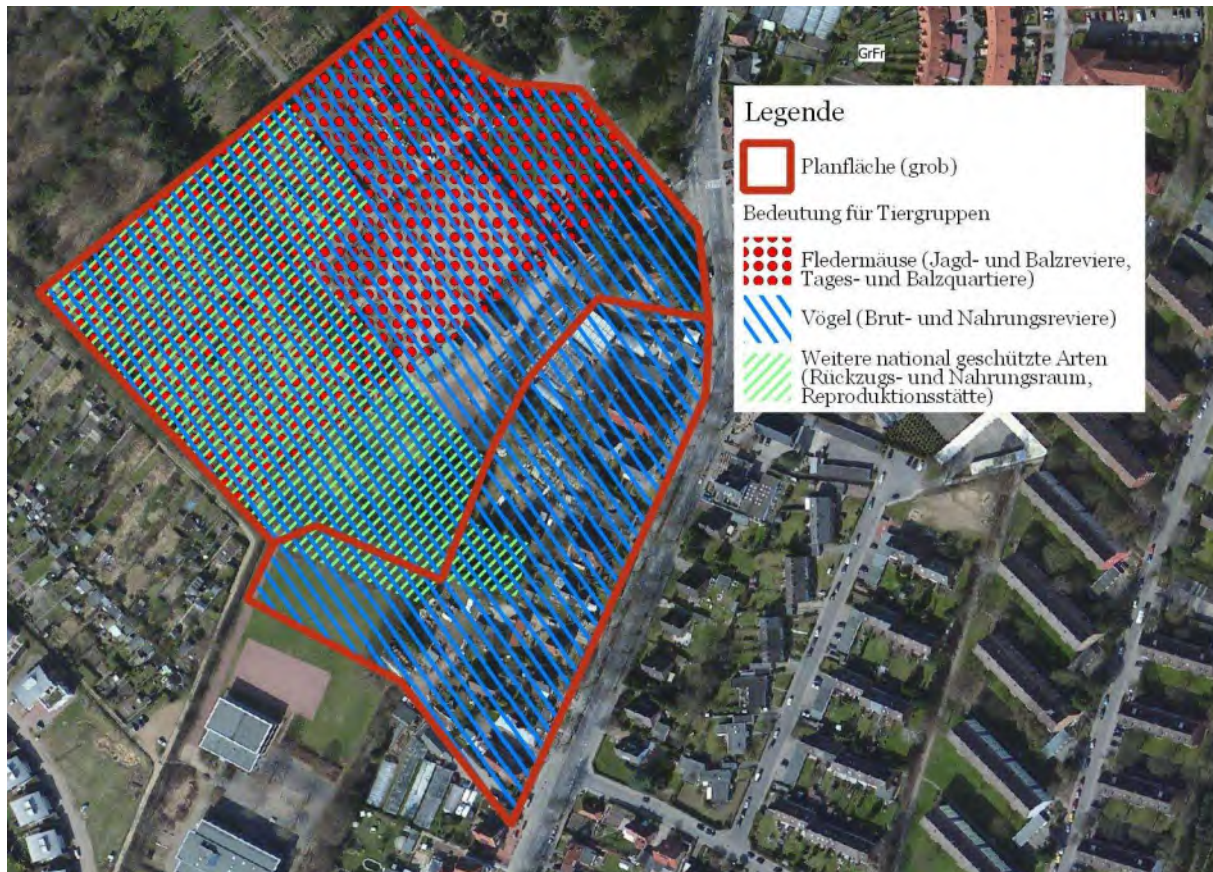 GrFr
Legende
Planfläche (grob)
Bedeutung für Tiergruppen
Fledermäuse (Jagd- und Balzreviere,
Tages- und Balzquartiere)
Vögel (Brut- und Nahrungsreviere)
Weitere national geschützte Arten
(Rückzugs- und Nahrungsraum,
Reproduktionsstätte)